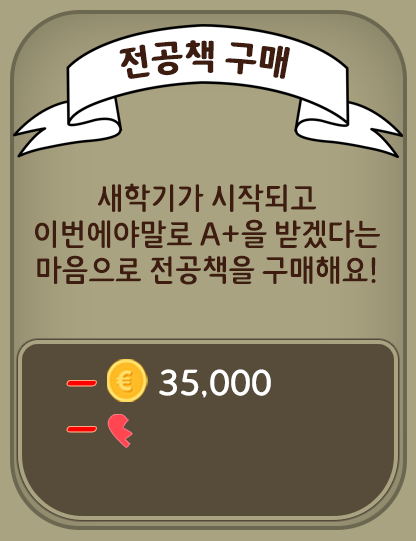 전공책 구매
새학기가 시작되고
이번에야말로 A+을 받겠다는
마음으로 전공책을 구매해요!
- € 35,000
-